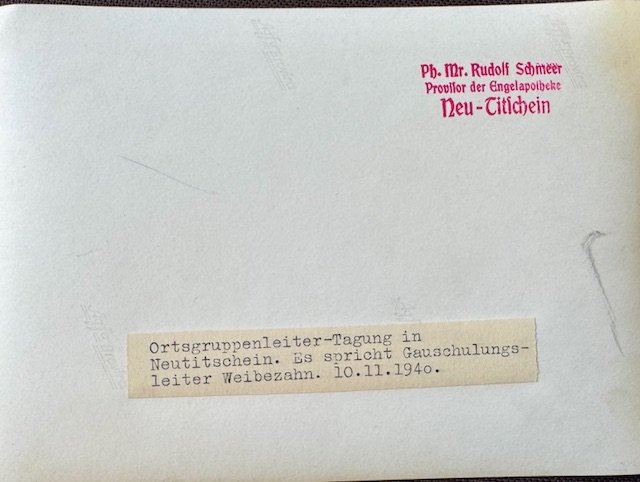 Ph. Mr. Rudolf Schmeer
Provisor der Engelapotheke
Neu-Titschein
Ortsgruppenleiter-Tagung in
Neutitschein. Es spricht Gauschulungs-
leiter Weibezahn. 10.11.1940.